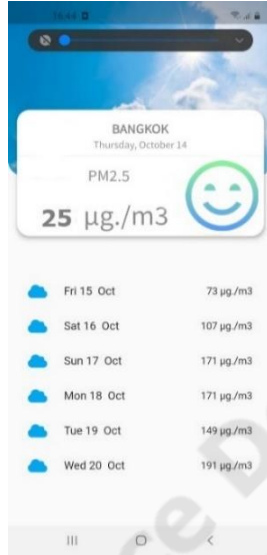 BANGKOK
Thursday, October 14
PM2.5
25 µg./m3
Fri 15 Oct 73 µg./m3
Sat 16 Oct 107 µg./m3
Sun 17 Oct 171 µg./m3
Mon 18 Oct 171 µg./m3
Tue 19 Oct 149 µg./m3
Wed 20 Oct 191 µg./m3